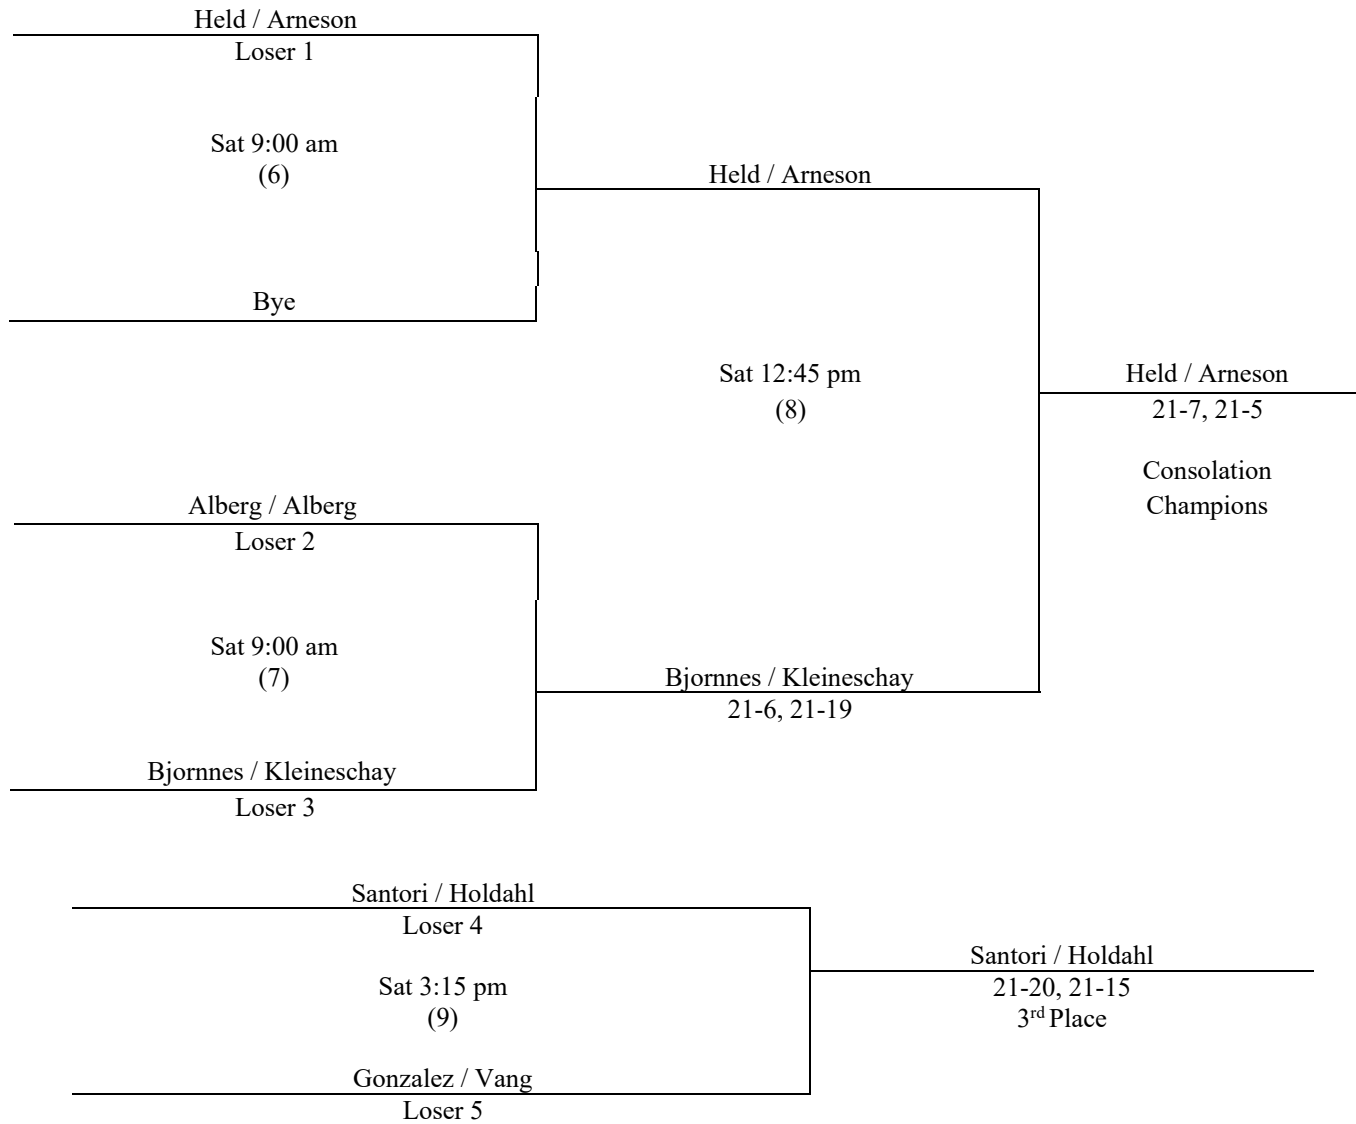 Held / Arneson
Loser 1
Sat 9:00 am
(6)
Held / Arneson
Bye
Sat 12:45 pm
(8)
Held / Arneson
21-7, 21-5
Consolation
Champions
Alberg / Alberg
Loser 2
Sat 9:00 am
(7)
Bjornnes / Kleineschay
21-6, 21-19
Bjornnes / Kleineschay
Loser 3
Santori / Holdahl
Loser 4
Sat 3:15 pm
(9)
Santori / Holdahl
21-20, 21-15
3rd Place
Gonzalez / Vang
Loser 5